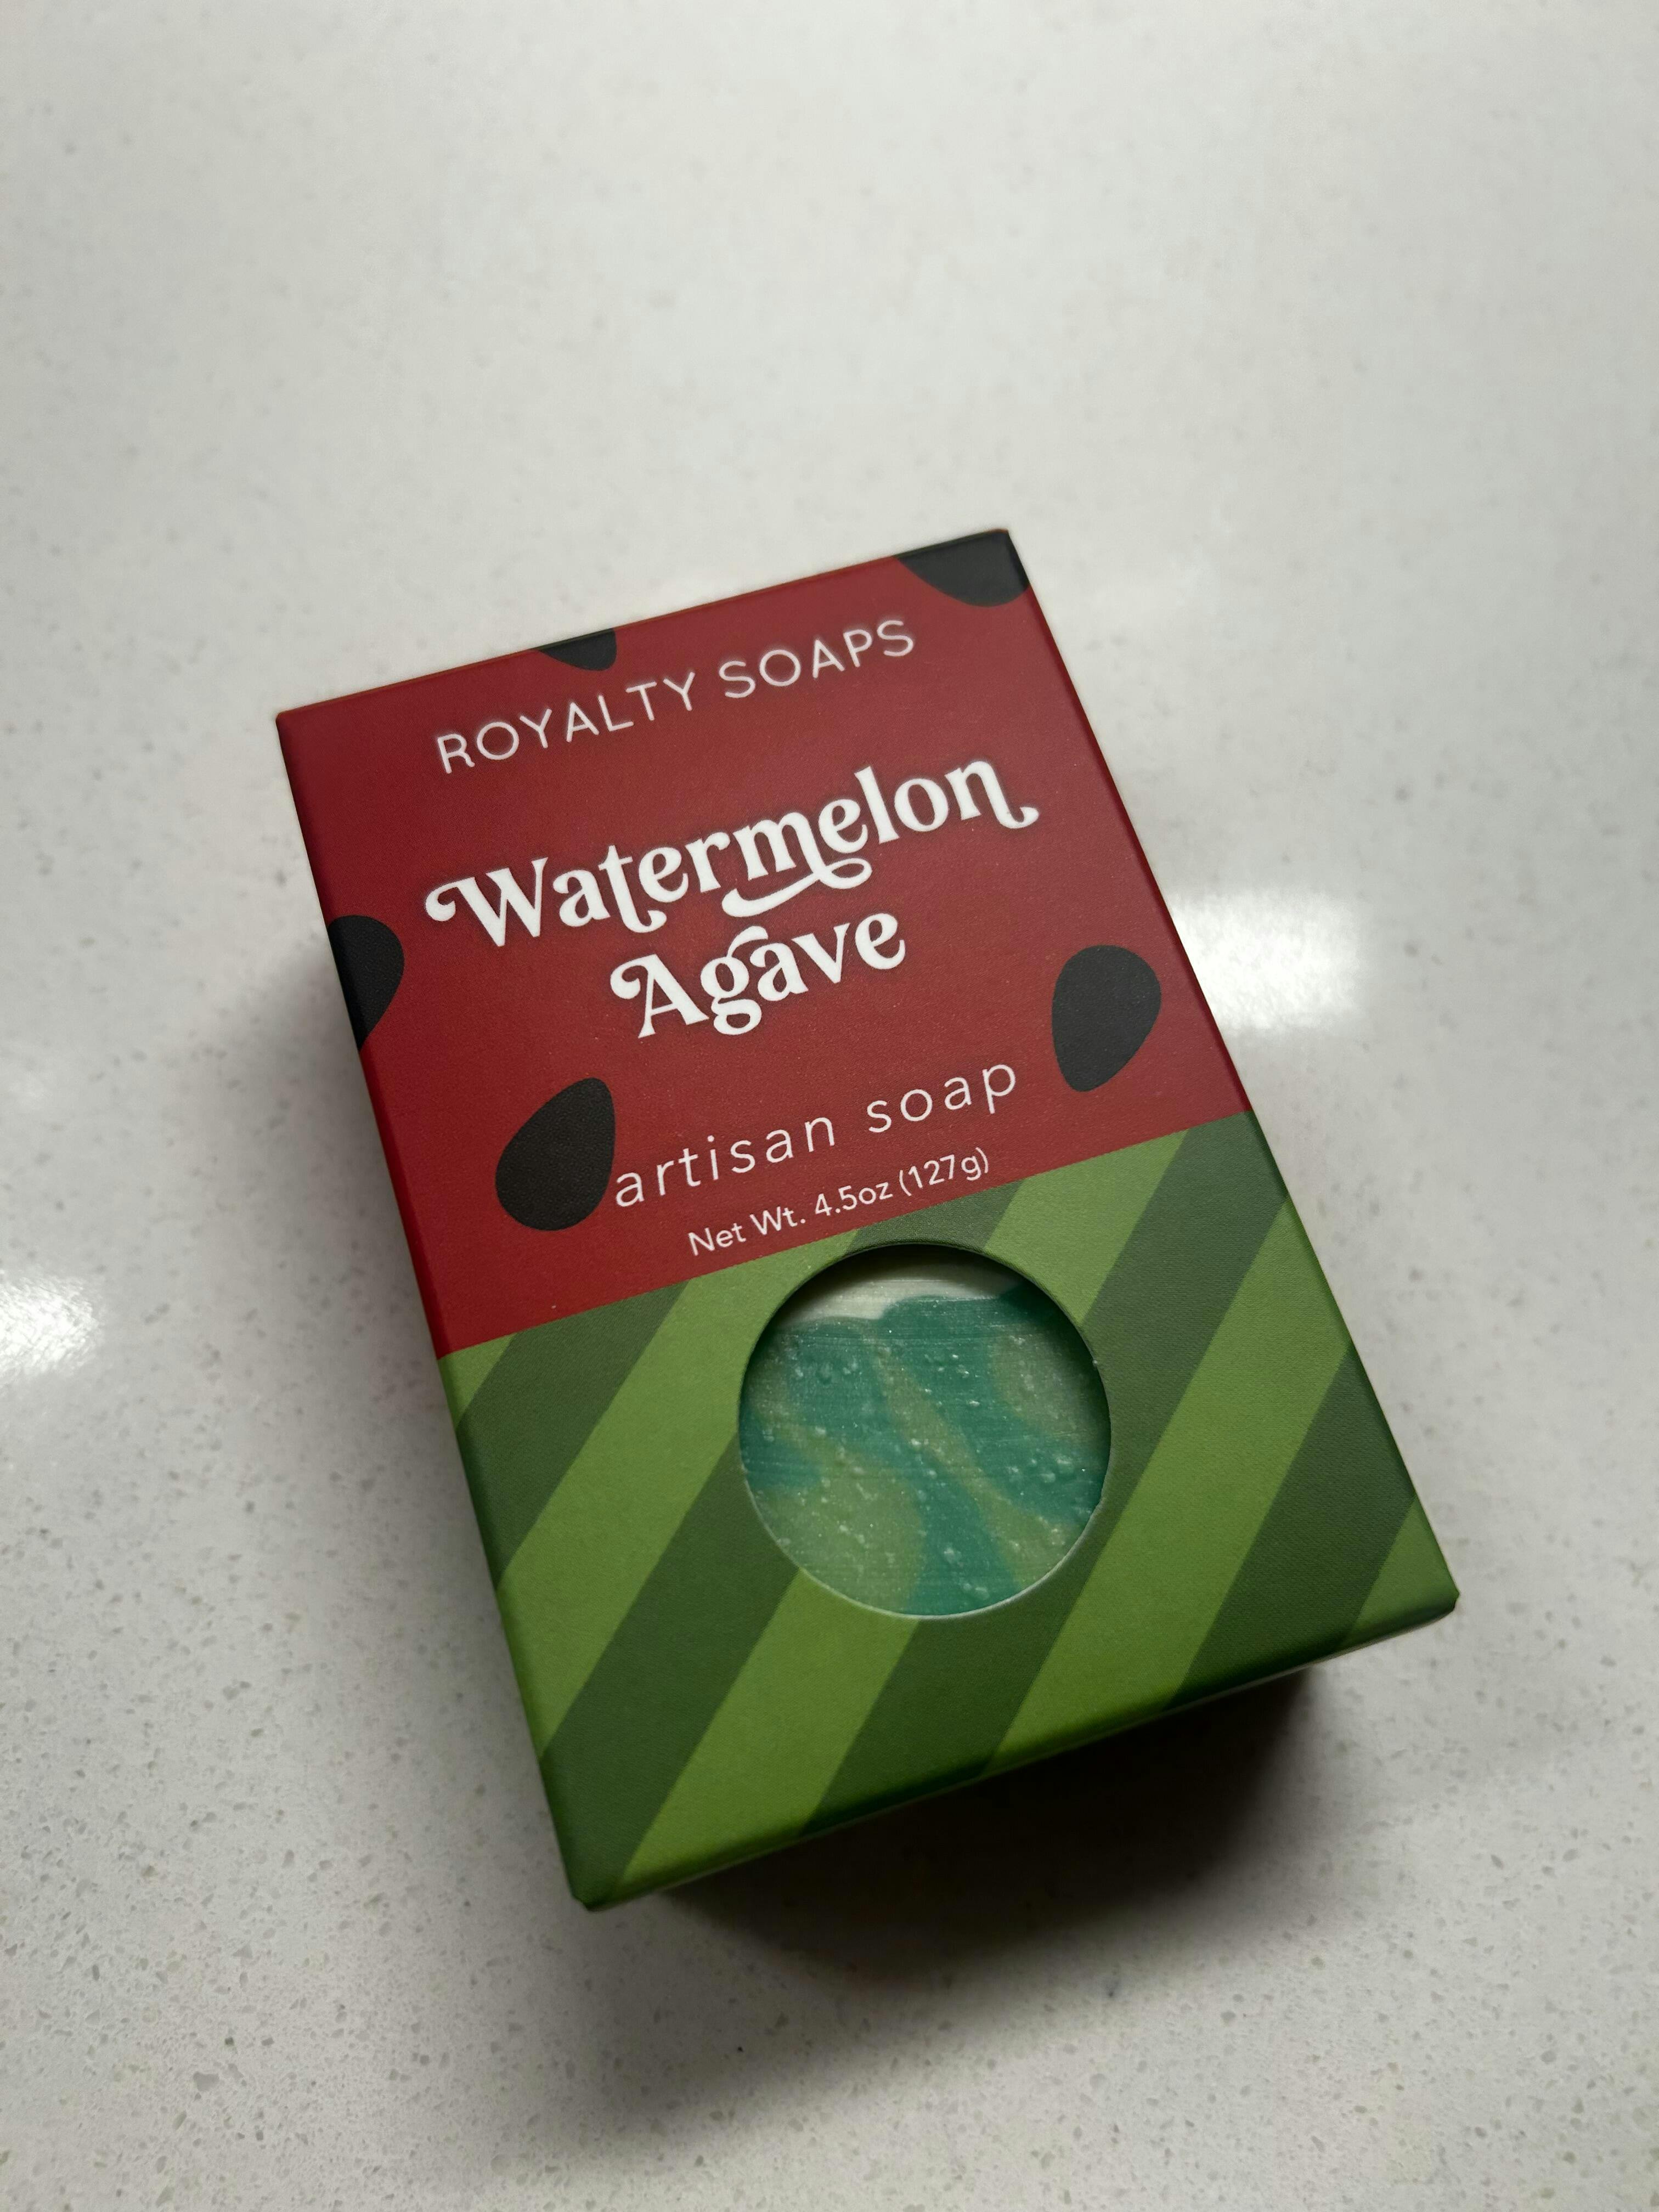 ROYALTY SOAPS
Watermelon
Agave
artisan soap
Net Wt. 4.5oz (127g)